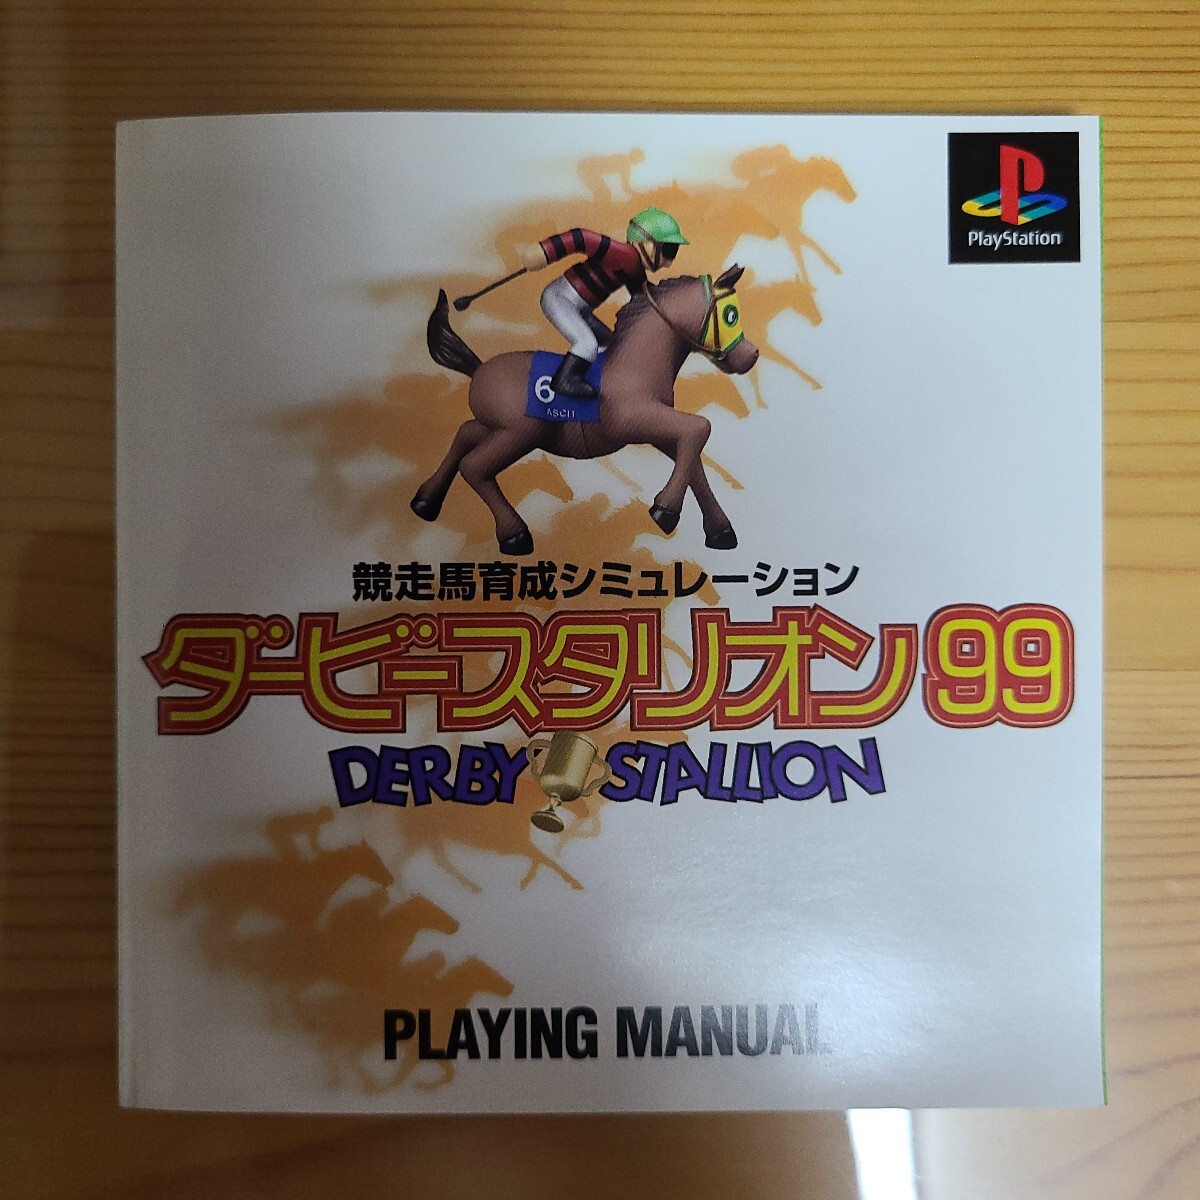 PlayStation
6
ASCII
競走馬育成シミュレーション
ダービースタリオン99
DERBY STALLION
PLAYING MANUAL